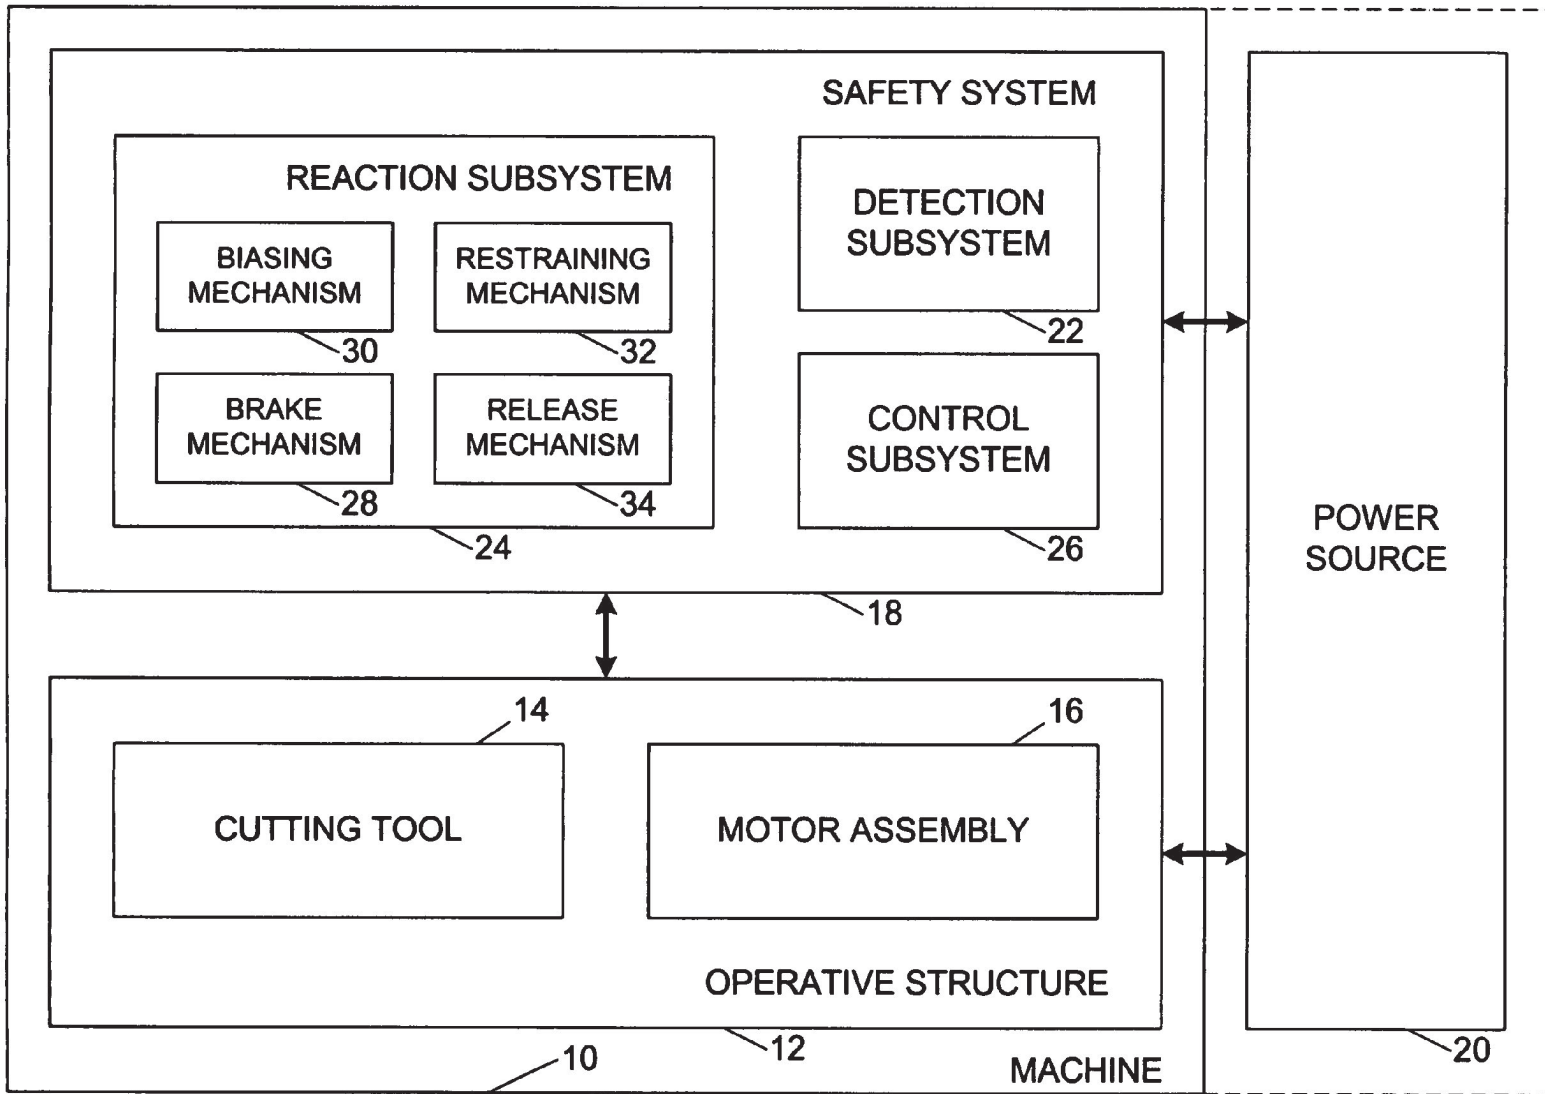 SAFETY SYSTEM
REACTION SUBSYSTEM
BIASING
MECHANISM
30
RESTRAINING
MECHANISM
32
BRAKE
MECHANISM
28
RELEASE
MECHANISM
34
24
DETECTION
SUBSYSTEM
22
CONTROL
SUBSYSTEM
26
18
POWER
SOURCE
20
14
CUTTING TOOL
16
MOTOR ASSEMBLY
OPERATIVE STRUCTURE
12
10
MACHINE